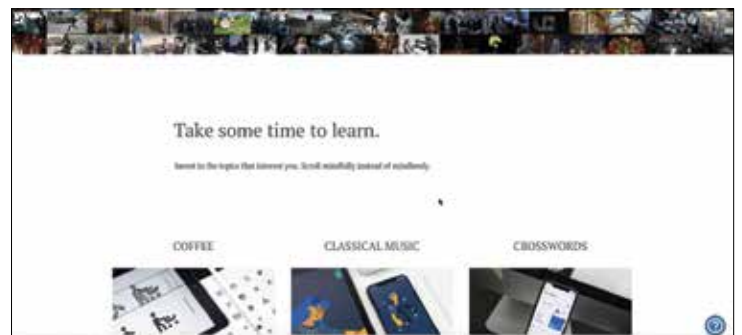 Take some time to learn.
Invest in the topics that interest you. Scroll mindfully instead of mindlessly.
COFFEE
CLASSICAL MUSIC
CROSSWORDS